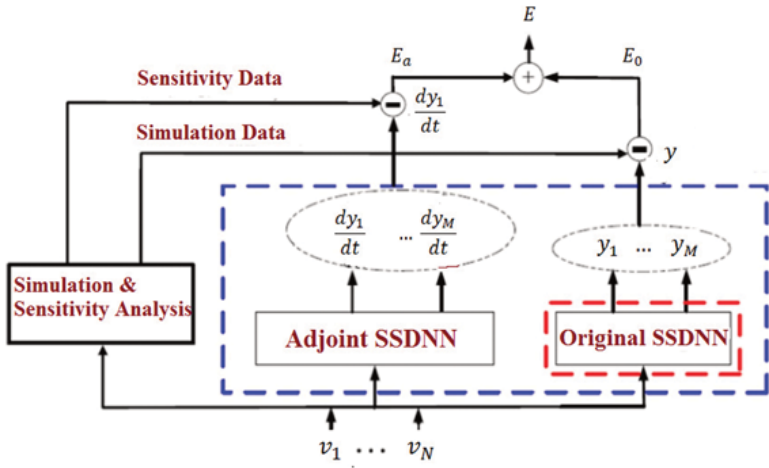 E
E_a
E_0
Sensitivity Data
+
dy_1/dt
Simulation Data
y
dy_1/dt ... dy_M/dt
y_1 ... y_M
Simulation &
Sensitivity Analysis
Adjoint SSDNN
Original SSDNN
v_1 ... v_N